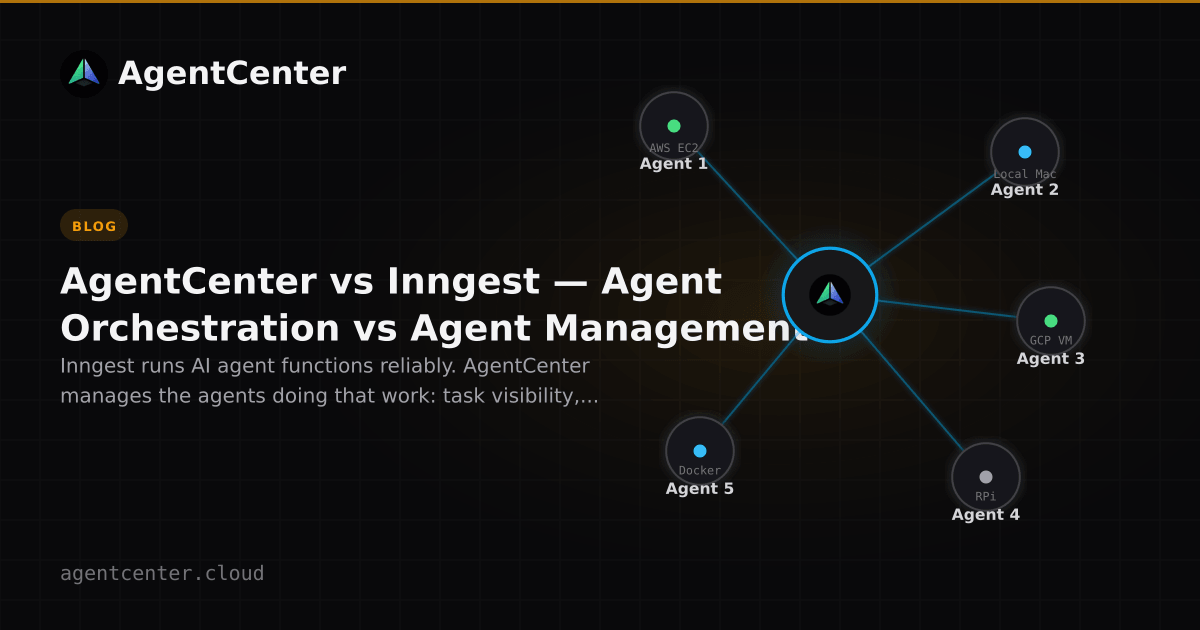 AgentCenter
BLOG
AgentCenter vs Inngest — Agent
Orchestration vs Agent Management
Inngest runs AI agent functions reliably. AgentCenter
manages the agents doing that work: task visibility,...
agentcenter.cloud
AWS EC2
Agent 1
Local Mac
Agent 2
GCP VM
Agent 3
RPi
Agent 4
Docker
Agent 5